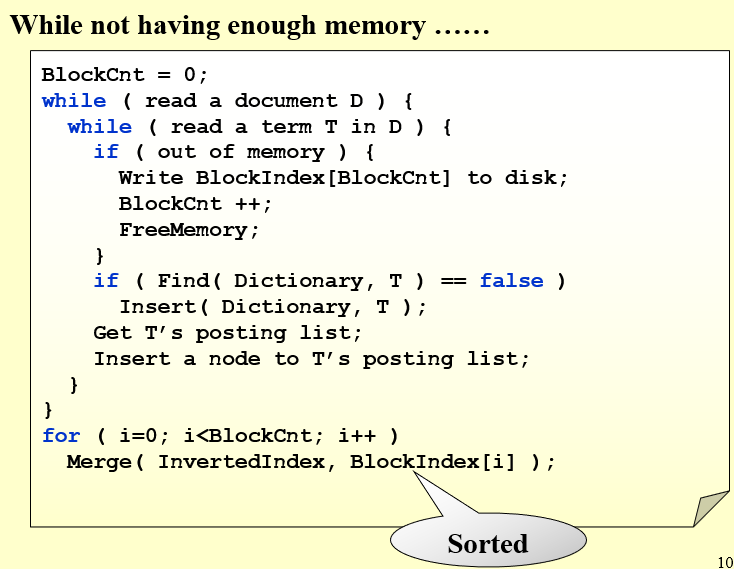 While not having enough memory ……
BlockCnt = 0;
while ( read a document D ) {
  while ( read a term T in D ) {
    if ( out of memory ) {
      Write BlockIndex[BlockCnt] to disk;
      BlockCnt ++;
      FreeMemory;
    }
    if ( Find( Dictionary, T ) == false )
      Insert( Dictionary, T );
    Get T’s posting list;
    Insert a node to T’s posting list;
  }
}
for ( i=0; i<BlockCnt; i++ )
  Merge( InvertedIndex, BlockIndex[i] );
Sorted
10